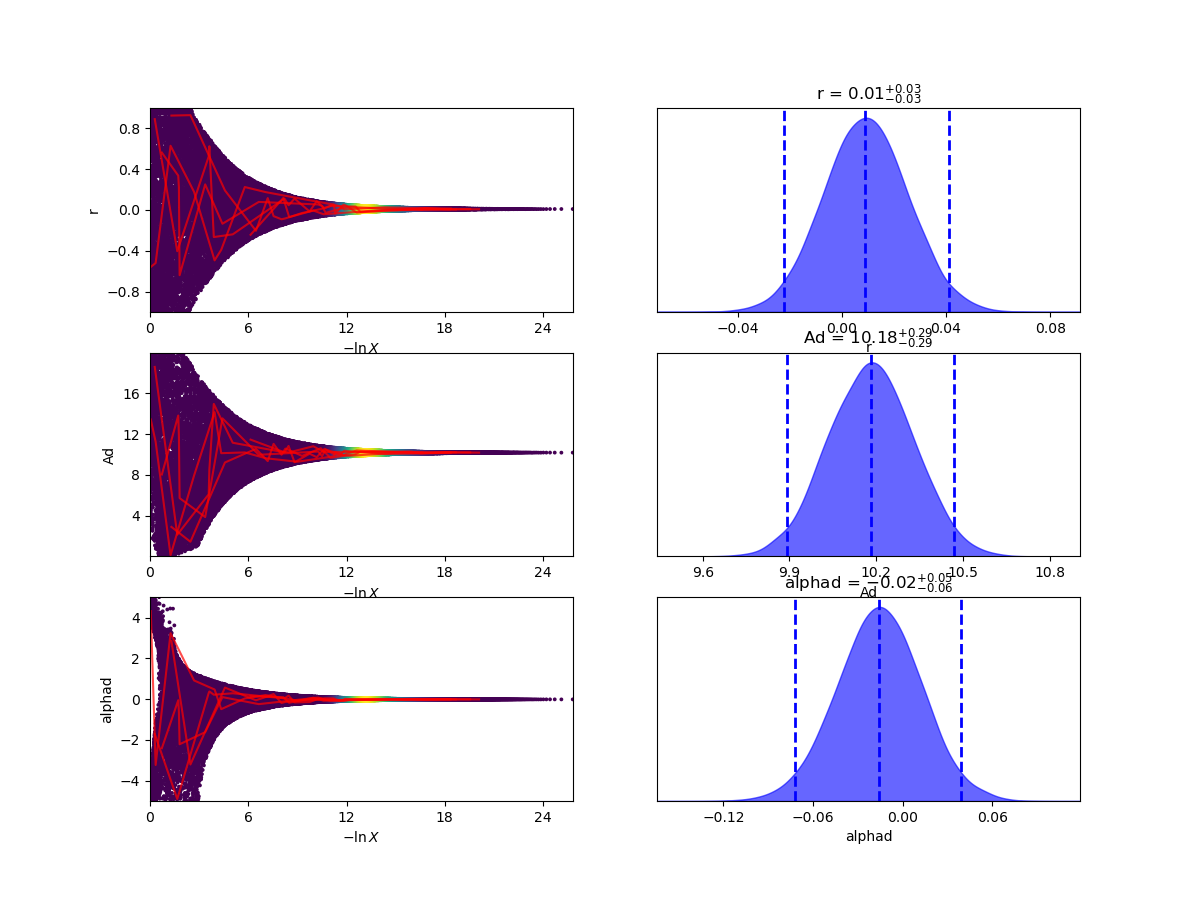 r = 0.01^{+0.03}_{−0.03}
0.8
0.4
0.0
−0.4
−0.8
r
0 6 12 18 24
−ln X
−0.04 0.00 0.04 0.08
r
Ad = 10.18^{+0.29}_{−0.29}
16
12
8
4
Ad
0 6 12 18 24
−ln X
9.6 9.9 10.2 10.5 10.8
Ad
alphad = −0.02^{+0.05}_{−0.06}
4
2
0
−2
−4
alphad
0 6 12 18 24
−ln X
−0.12 −0.06 0.00 0.06
alphad